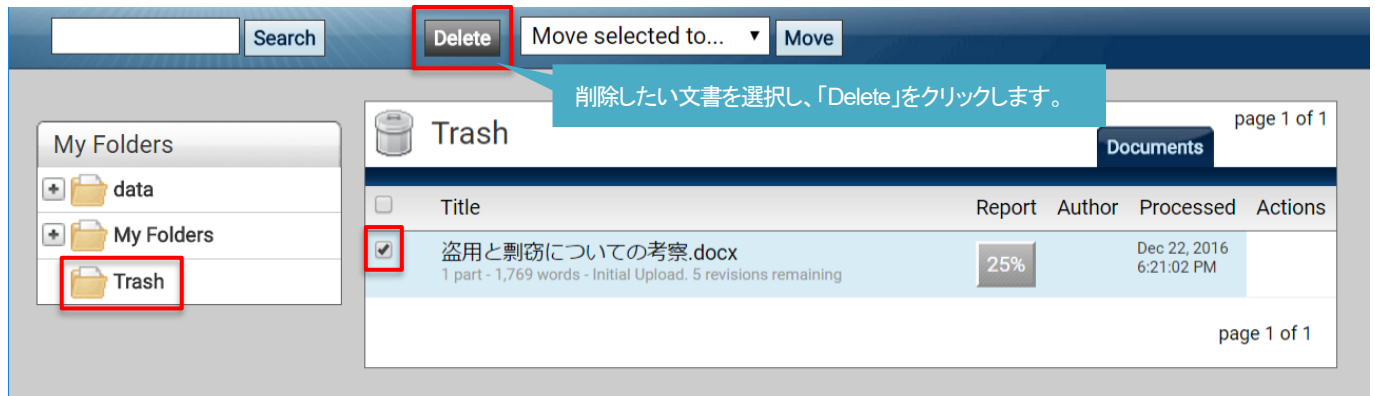 Search
Delete
Move selected to...
Move
削除したい文書を選択し、「Delete」をクリックします。
My Folders
data
My Folders
Trash
Trash
page 1 of 1
Documents
Title Report Author Processed Actions
盗用と剽窃についての考察.docx
1 part - 1,769 words - Initial Upload. 5 revisions remaining
25%
Dec 22, 2016
6:21:02 PM
page 1 of 1